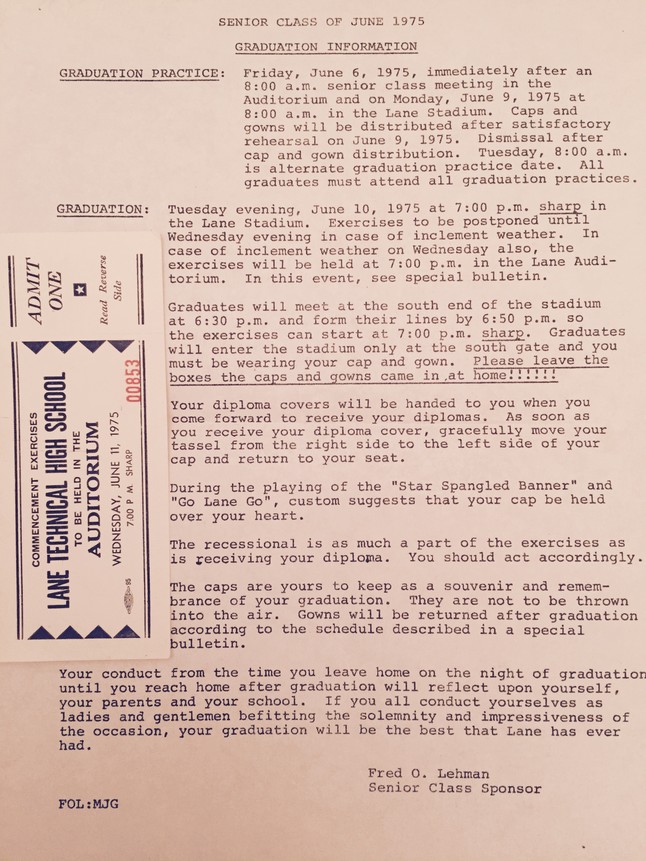 SENIOR CLASS OF JUNE 1975
GRADUATION INFORMATION
GRADUATION PRACTICE: Friday, June 6, 1975, immediately after an
8:00 a.m. senior class meeting in the
Auditorium and on Monday, June 9, 1975 at
8:00 a.m. in the Lane Stadium. Caps and
gowns will be distributed after satisfactory
rehearsal on June 9, 1975. Dismissal after
cap and gown distribution. Tuesday, 8:00 a.m.
is alternate graduation practice date. All
graduates must attend all graduation practices.
GRADUATION: Tuesday evening, June 10, 1975 at 7:00 p.m. sharp in
the Lane Stadium. Exercises to be postponed until
Wednesday evening in case of inclement weather. In
case of inclement weather on Wednesday also, the
exercises will be held at 7:00 p.m. in the Lane Audi-
torium. In this event, see special bulletin.
Graduates will meet at the south end of the stadium
at 6:30 p.m. and form their lines by 6:50 p.m. so
the exercises can start at 7:00 p.m. sharp. Graduates
will enter the stadium only at the south gate and you
must be wearing your cap and gown. Please leave the
boxes the caps and gowns came in at home!!!!!!
Your diploma covers will be handed to you when you
come forward to receive your diplomas. As soon as
you receive your diploma cover, gracefully move your
tassel from the right side to the left side of your
cap and return to your seat.
During the playing of the "Star Spangled Banner" and
"Go Lane Go", custom suggests that your cap be held
over your heart.
The recessional is as much a part of the exercises as
is receiving your diploma. You should act accordingly.
The caps are yours to keep as a souvenir and remem-
brance of your graduation. They are not to be thrown
into the air. Gowns will be returned after graduation
according to the schedule described in a special
bulletin.
Your conduct from the time you leave home on the night of graduation
until you reach home after graduation will reflect upon yourself,
your parents and your school. If you all conduct yourselves as
ladies and gentlemen befitting the solemnity and impressiveness of
the occasion, your graduation will be the best that Lane has ever
had.
Fred O. Lehman
Senior Class Sponsor
FOL:MJG
ADMIT
ONE
Read Reverse
Side
COMMENCEMENT EXERCISES
LANE TECHNICAL HIGH SCHOOL
TO BE HELD IN THE
AUDITORIUM
WEDNESDAY, JUNE 11, 1975
7:00 P M SHARP
00853